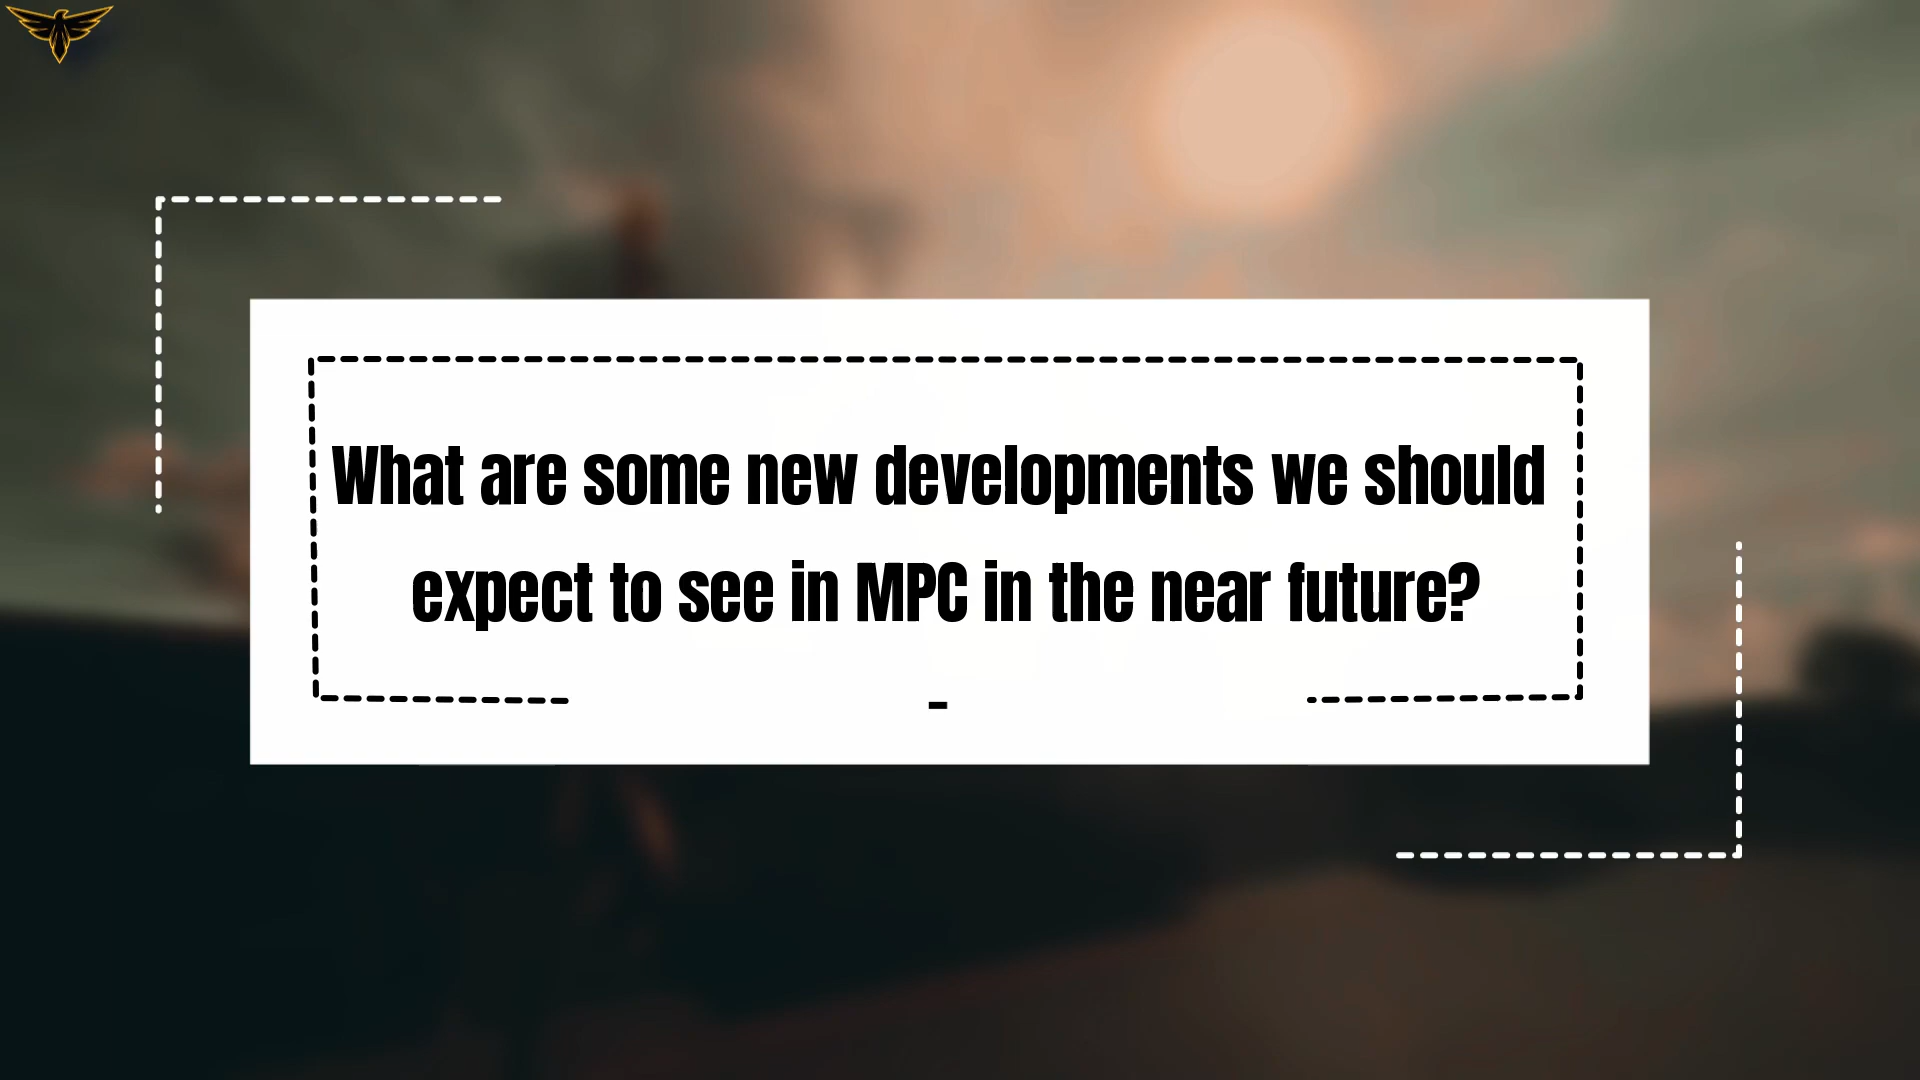 What are some new developments we should
expect to see in MPC in the near future?
-